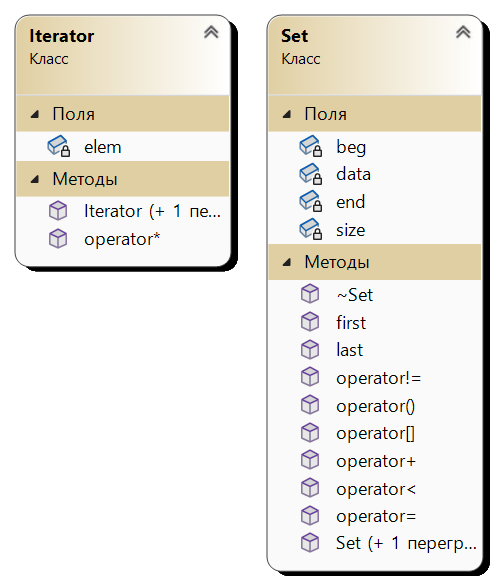 Iterator
Класс
Поля
elem
Методы
Iterator (+ 1 пе...
operator*
Set
Класс
Поля
beg
data
end
size
Методы
~Set
first
last
operator!=
operator()
operator[]
operator+
operator<
operator=
Set (+ 1 перегр...